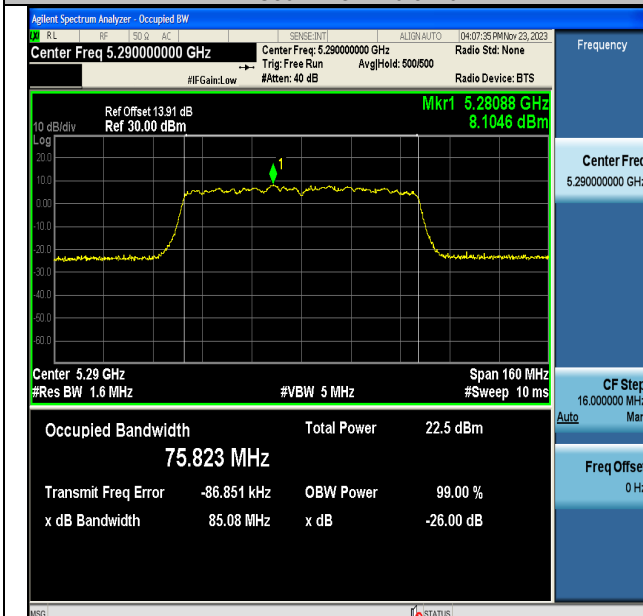 Agilent Spectrum Analyzer - Occupied BW
RL RF 50 Ω AC SENSE:INT ALIGN AUTO 04:07:35 PM Nov 23, 2023
Center Freq 5.290000000 GHz
Center Freq: 5.290000000 GHz
Radio Std: None
Trig: Free Run Avg|Hold: 500/500
#IFGain:Low #Atten: 40 dB Radio Device: BTS
Frequency
Mkr1 5.28088 GHz
8.1046 dBm
Ref Offset 13.91 dB
10 dB/div Ref 30.00 dBm
Log
20.0
10.0
0.00
-10.0
-20.0
-30.0
-40.0
-50.0
-60.0
1
Center Freq
5.290000000 GHz
Center 5.29 GHz Span 160 MHz
#Res BW 1.6 MHz #VBW 5 MHz #Sweep 10 ms
CF Step
16.000000 MHz
Auto Man
Freq Offset
0 Hz
Occupied Bandwidth Total Power 22.5 dBm
75.823 MHz
Transmit Freq Error -86.851 kHz OBW Power 99.00 %
x dB Bandwidth 85.08 MHz x dB -26.00 dB
MSG STATUS